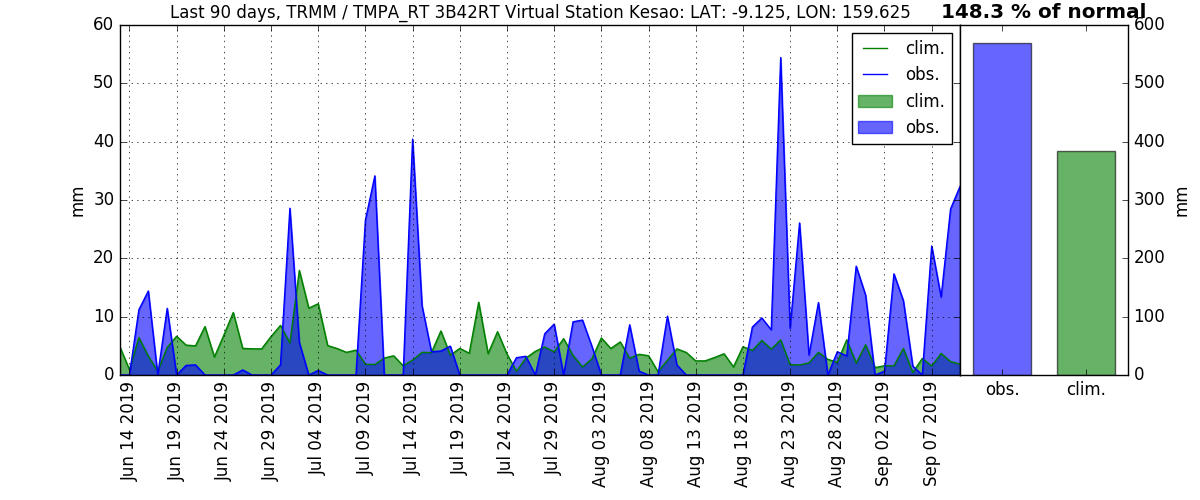 Last 90 days, TRMM / TMPA_RT 3B42RT Virtual Station Kesao: LAT: -9.125, LON: 159.625
148.3 % of normal
60
50
40
30
20
10
0
mm
clim.
obs.
clim.
obs.
600
500
400
300
200
100
0
mm
Jun 14 2019
Jun 19 2019
Jun 24 2019
Jun 29 2019
Jul 04 2019
Jul 09 2019
Jul 14 2019
Jul 19 2019
Jul 24 2019
Jul 29 2019
Aug 03 2019
Aug 08 2019
Aug 13 2019
Aug 18 2019
Aug 23 2019
Aug 28 2019
Sep 02 2019
Sep 07 2019
obs.
clim.